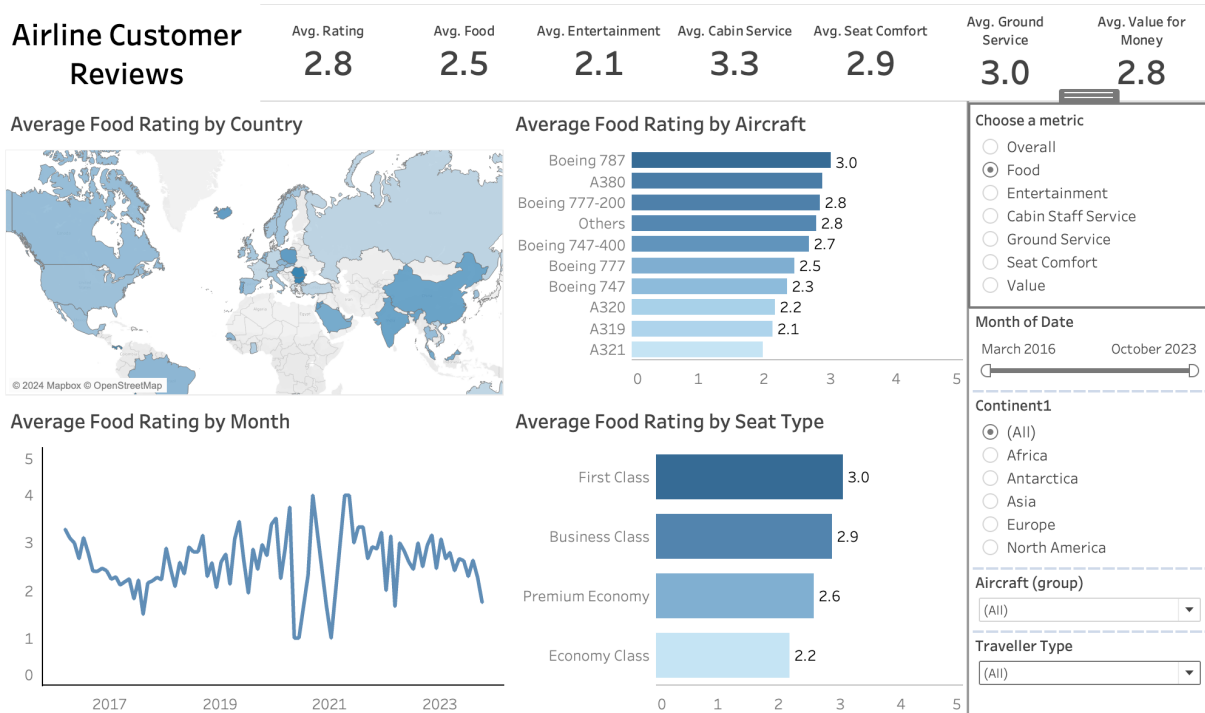 Airline Customer
Reviews
Avg. Rating
2.8
Avg. Food
2.5
Avg. Entertainment
2.1
Avg. Cabin Service
3.3
Avg. Seat Comfort
2.9
Avg. Ground
Service
3.0
Avg. Value for
Money
2.8
Average Food Rating by Country
© 2024 Mapbox © OpenStreetMap
Average Food Rating by Aircraft
Boeing 787 3.0
A380
Boeing 777-200 2.8
Others 2.8
Boeing 747-400 2.7
Boeing 777 2.5
Boeing 747 2.3
A320 2.2
A319 2.1
A321
0 1 2 3 4 5
Average Food Rating by Month
5
4
3
2
1
0
2017 2019 2021 2023
Average Food Rating by Seat Type
First Class 3.0
Business Class 2.9
Premium Economy 2.6
Economy Class 2.2
0 1 2 3 4 5
Choose a metric
Overall
Food
Entertainment
Cabin Staff Service
Ground Service
Seat Comfort
Value
Month of Date
March 2016 October 2023
Continent1
(All)
Africa
Antarctica
Asia
Europe
North America
Aircraft (group)
(All)
Traveller Type
(All)